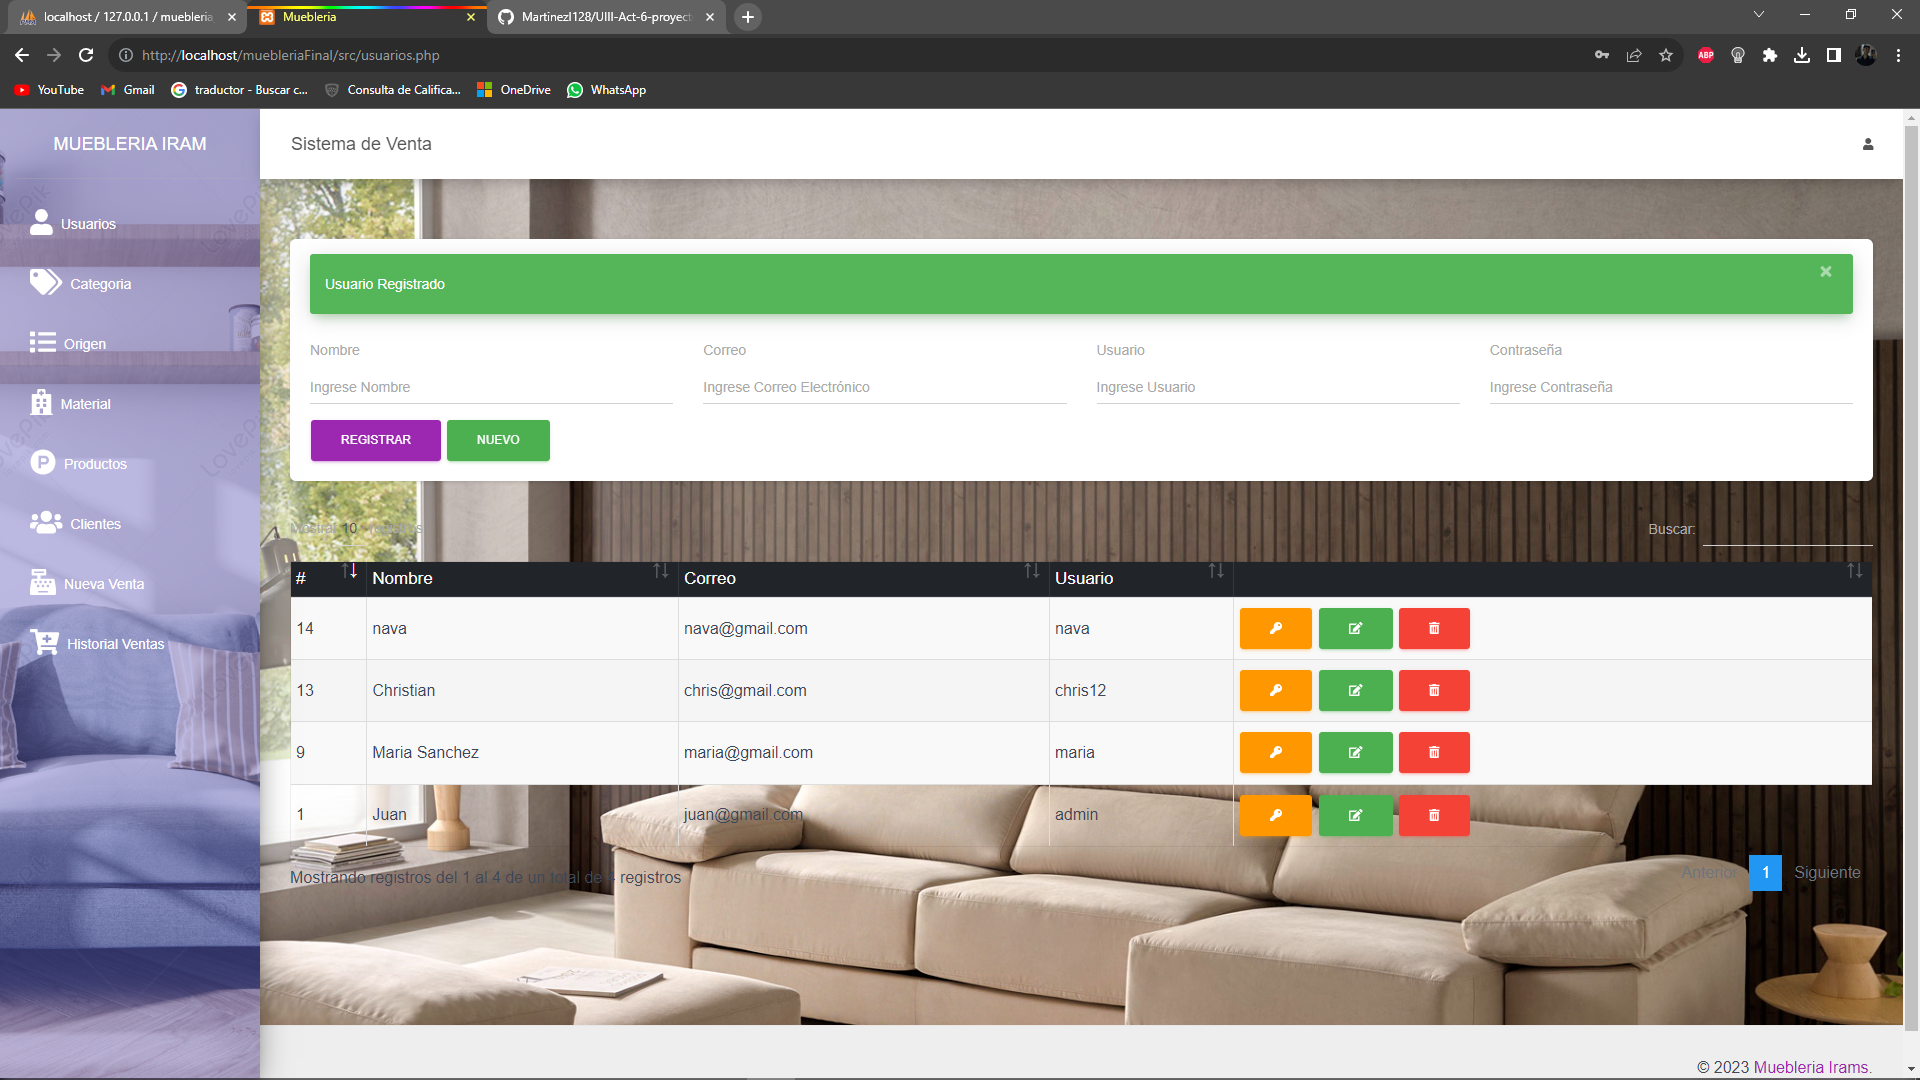 localhost / 127.0.0.1 / muebleria
Muebleria
MartinezI128/UIII-Act-6-proyect
http://localhost/muebleriaFinal/src/usuarios.php
ABP
YouTube
Gmail
traductor - Buscar c...
Consulta de Califica...
OneDrive
WhatsApp
MUEBLERIA IRAM
Sistema de Venta
Usuarios
Categoria
Origen
Material
Productos
Clientes
Nueva Venta
Historial Ventas
Usuario Registrado
Nombre
Correo
Usuario
Contraseña
Ingrese Nombre
Ingrese Correo Electrónico
Ingrese Usuario
Ingrese Contraseña
REGISTRAR
NUEVO
Mostrar 10
Buscar:
# Nombre Correo Usuario
14 nava nava@gmail.com nava
13 Christian chris@gmail.com chris12
9 Maria Sanchez maria@gmail.com maria
1 Juan juan@gmail.com admin
Mostrando registros del 1 al 4 de un total de 4 registros
Anterior 1 Siguiente
© 2023 Muebleria Irams.